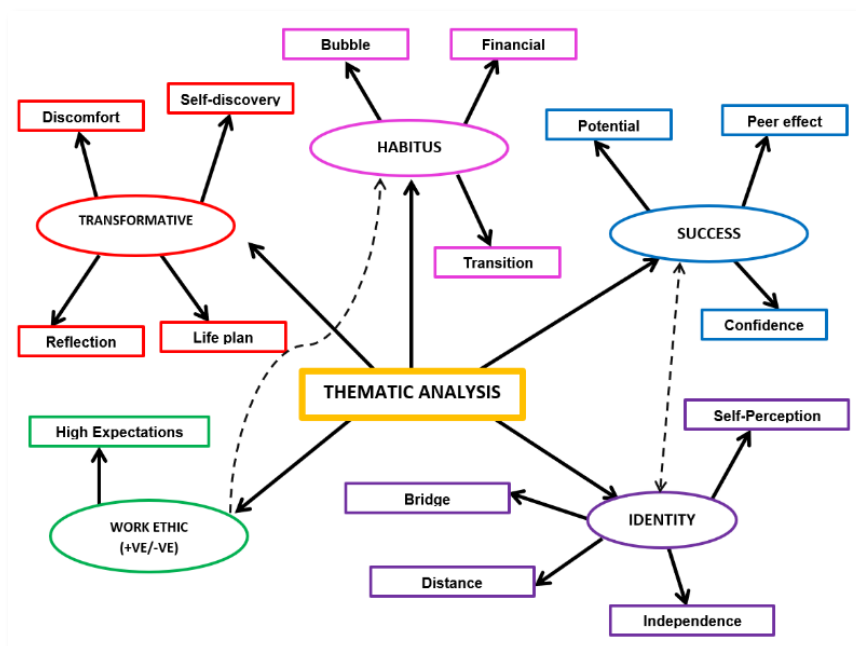 Bubble
Financial
Self-discovery
Discomfort
Potential
Peer effect
HABITUS
TRANSFORMATIVE
SUCCESS
Transition
Reflection
Life plan
Confidence
THEMATIC ANALYSIS
High Expectations
Self-Perception
Bridge
WORK ETHIC
(+VE/-VE)
IDENTITY
Distance
Independence